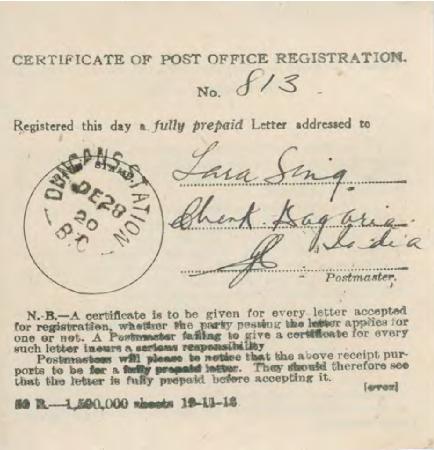 CERTIFICATE OF POST OFFICE REGISTRATION.
No. 813
Registered this day a fully prepaid Letter addressed to
DUNCANS STATION
DE 28
20
B.C
Tara Sing
India
Postmaster.
N.-B.—A certificate is to be given for every letter accepted
for registration, whether the party posting the letter applies for
one or not. A Postmaster failing to give a certificate for every
such letter incurs a serious responsibility
Postmasters will please to notice that the above receipt pur-
ports to be for a fully prepaid letter. They should therefore see
that the letter is fully prepaid before accepting it.
[over]
50 R.—1,500,000 sheets